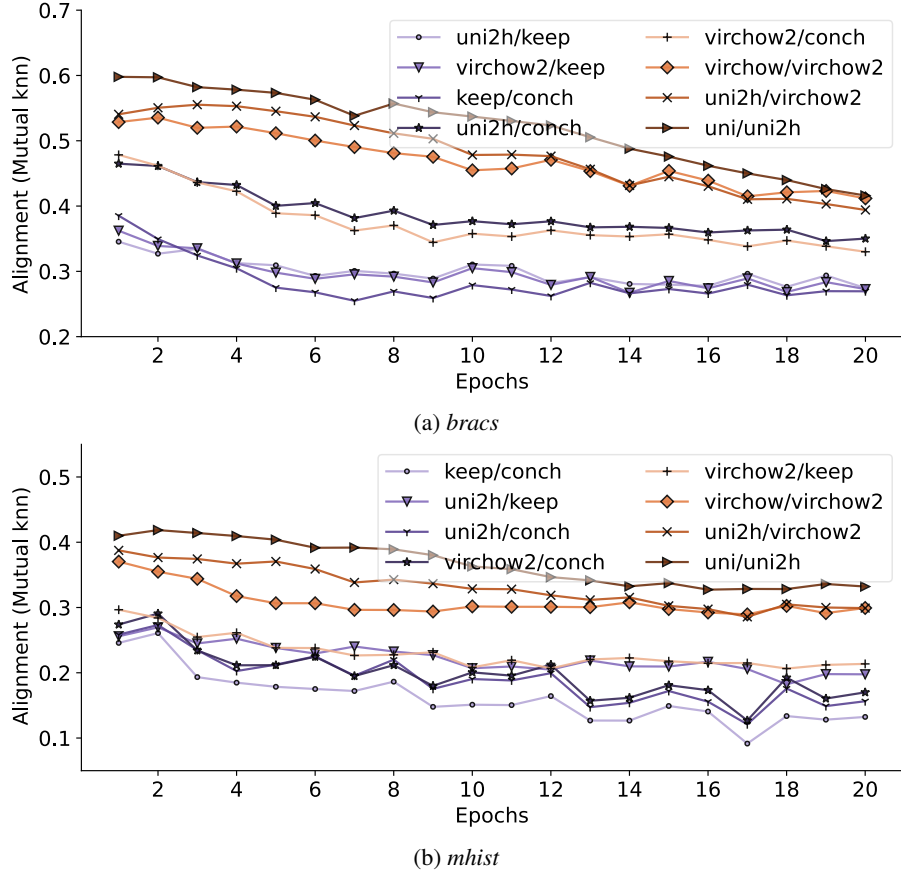 0.7
0.6
0.5
0.4
0.3
0.2
Alignment (Mutual knn)
uni2h/keep
virchow2/keep
keep/conch
uni2h/conch
virchow2/conch
virchow/virchow2
uni2h/virchow2
uni/uni2h
2 4 6 8 10 12 14 16 18 20
Epochs
(a) bracs
0.5
0.4
0.3
0.2
0.1
Alignment (Mutual knn)
keep/conch
uni2h/keep
uni2h/conch
virchow2/conch
virchow2/keep
virchow/virchow2
uni2h/virchow2
uni/uni2h
2 4 6 8 10 12 14 16 18 20
Epochs
(b) mhist